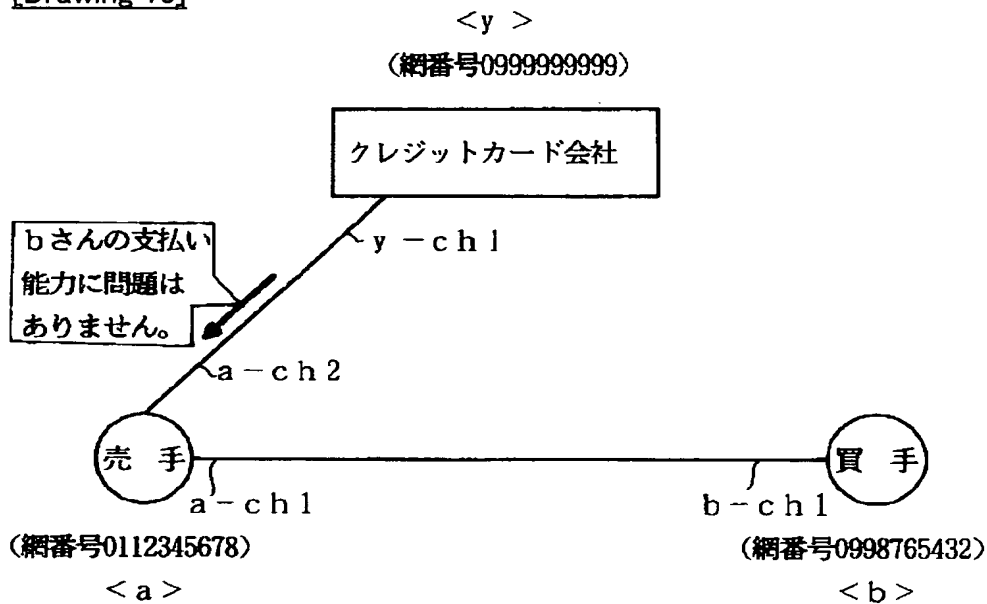 <y>
(網番号0999999999)
クレジットカード会社
bさんの支払い
能力に問題は
ありません。
y-ch1
a-ch2
売 手
買 手
a-ch1
b-ch1
(網番号0112345678)
(網番号0998765432)
<a>
<b>